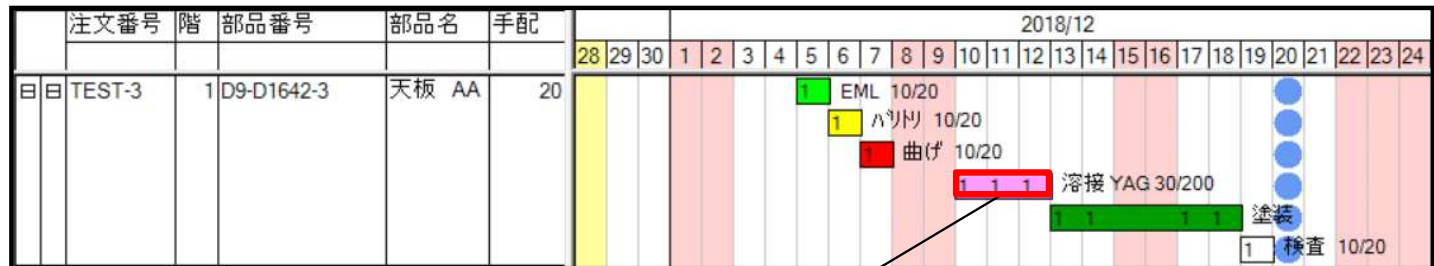 注文番号 階 部品番号 部品名 手配 2018/12
28 29 30 1 2 3 4 5 6 7 8 9 10 11 12 13 14 15 16 17 18 19 20 21 22 23 24
日 日 TEST-3 1 D9-D1642-3 天板 AA 20 1 EML 10/20
1 バリトリ 10/20
1 曲げ 10/20
1 1 1 溶接 YAG 30/200
1 1 1 1 塗装
1 検査 10/20